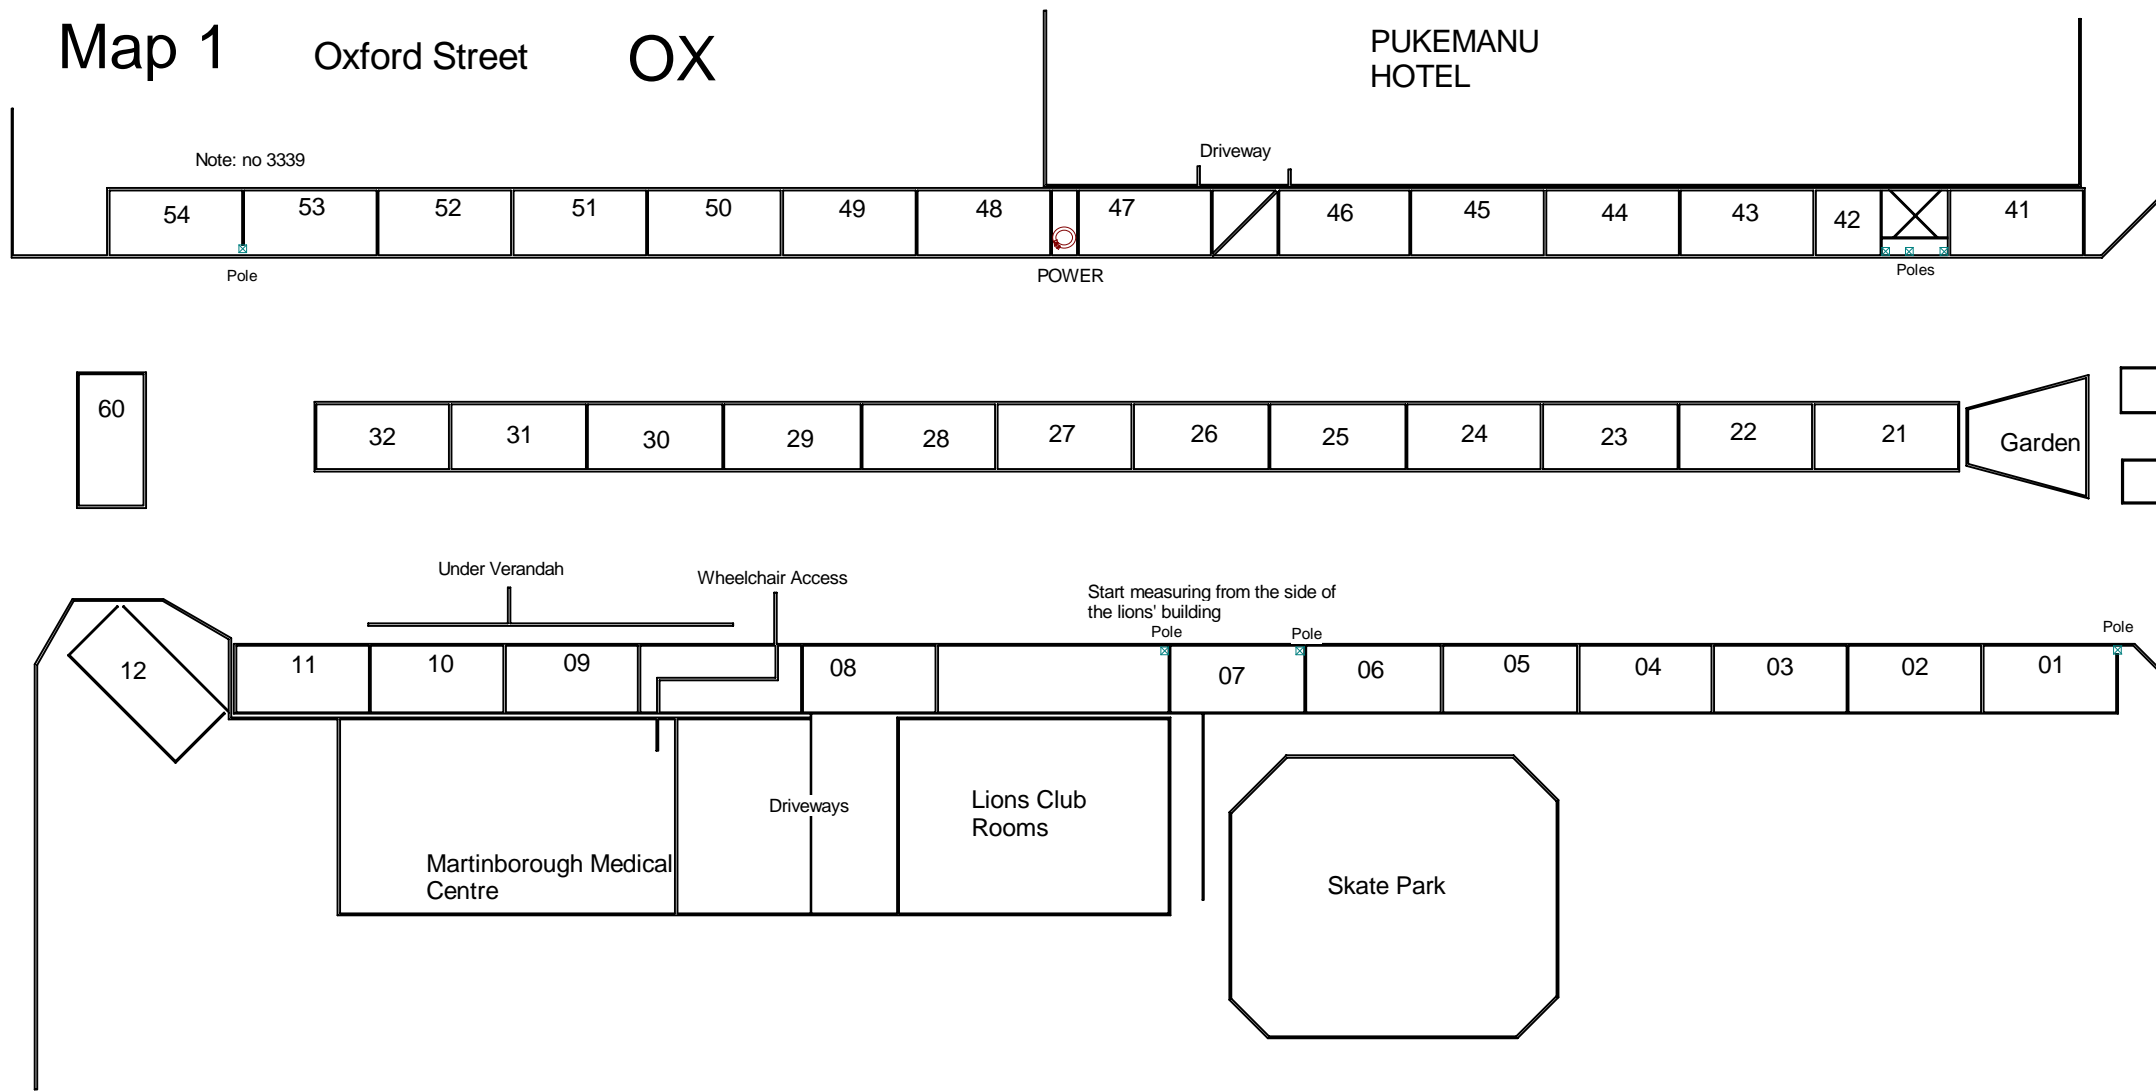 Map 1 Oxford Street OX
PUKEMANU
HOTEL
Note: no 3339
Driveway
54 53 52 51 50 49 48 47 46 45 44 43 42 41
Pole POWER Poles
60
32 31 30 29 28 27 26 25 24 23 22 21 Garden
Under Verandah Wheelchair Access
Start measuring from the side of
the lions' building
Pole Pole Pole
12 11 10 09 08 07 06 05 04 03 02 01
Driveways
Lions Club
Rooms
Martinborough Medical
Centre
Skate Park